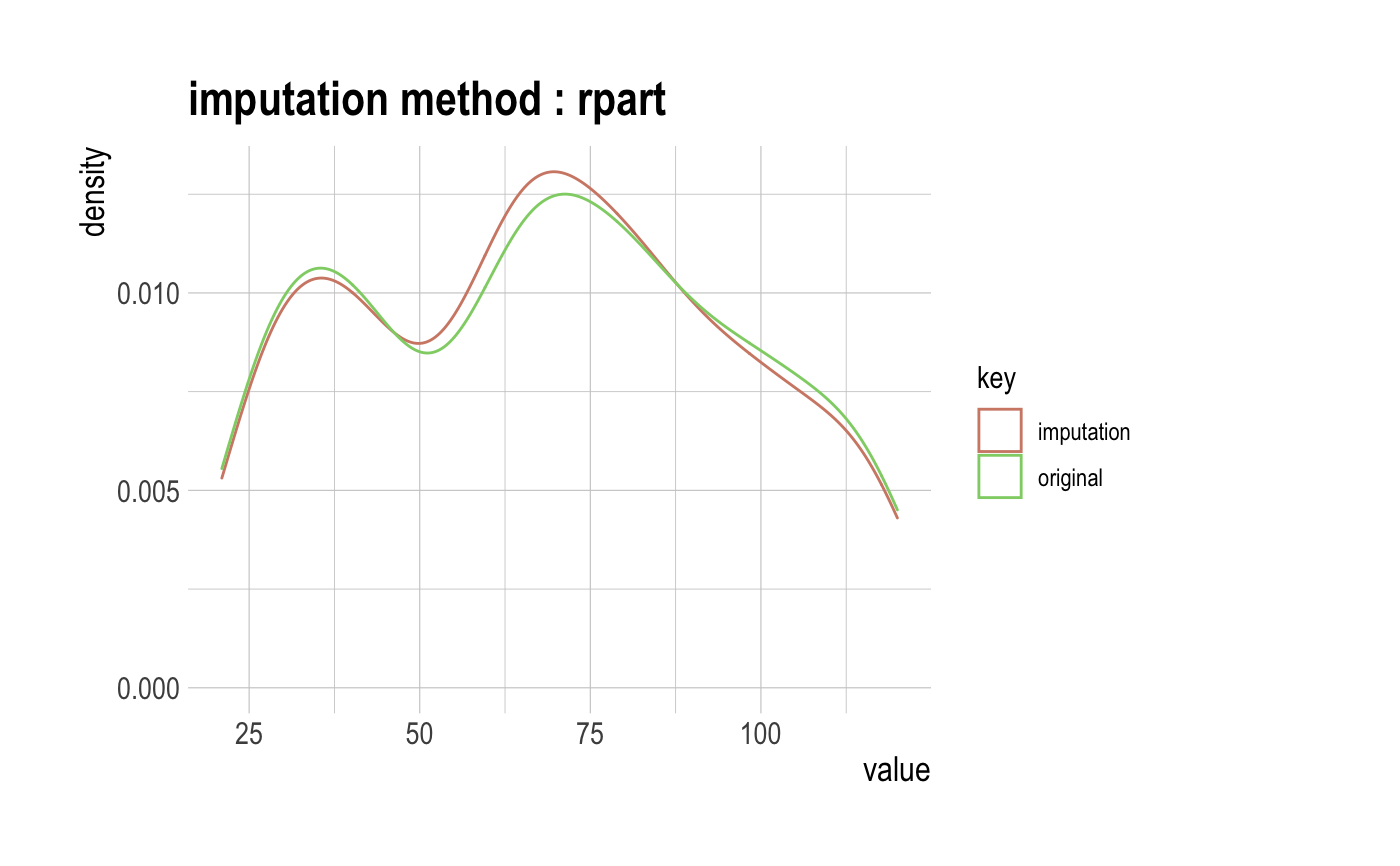 imputation method : rpart
density
0.010
0.005
0.000
25 50 75 100
value
key
imputation
original